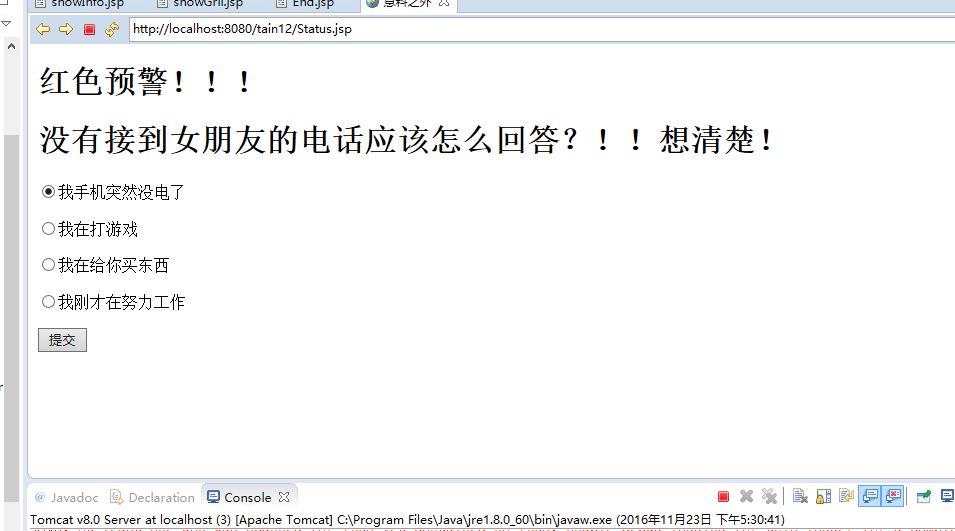 showInfo.jsp showGril.jsp End.jsp 意料之外
http://localhost:8080/tain12/Status.jsp
红色预警！！！
没有接到女朋友的电话应该怎么回答？！！想清楚！
我手机突然没电了
我在打游戏
我在给你买东西
我刚才在努力工作
提交
@ Javadoc Declaration Console
Tomcat v8.0 Server at localhost (3) [Apache Tomcat] C:\Program Files\Java\jre1.8.0_60\bin\javaw.exe (2016年11月23日 下午5:30:41)